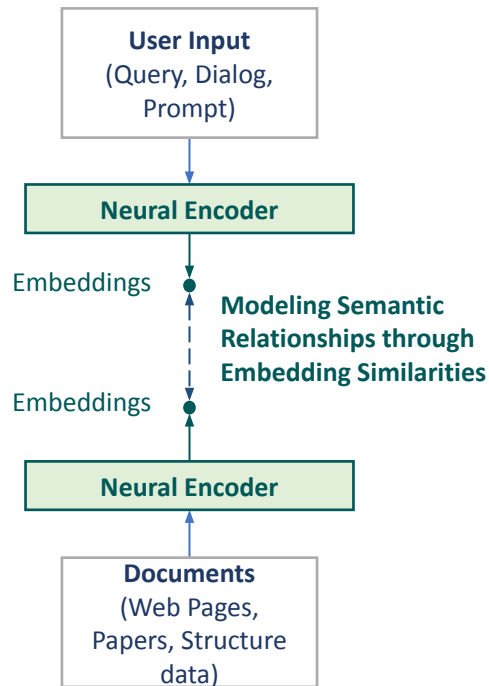 User Input
(Query, Dialog,
Prompt)
Neural Encoder
Embeddings
Modeling Semantic
Relationships through
Embedding Similarities
Embeddings
Neural Encoder
Documents
(Web Pages,
Papers, Structure
data)